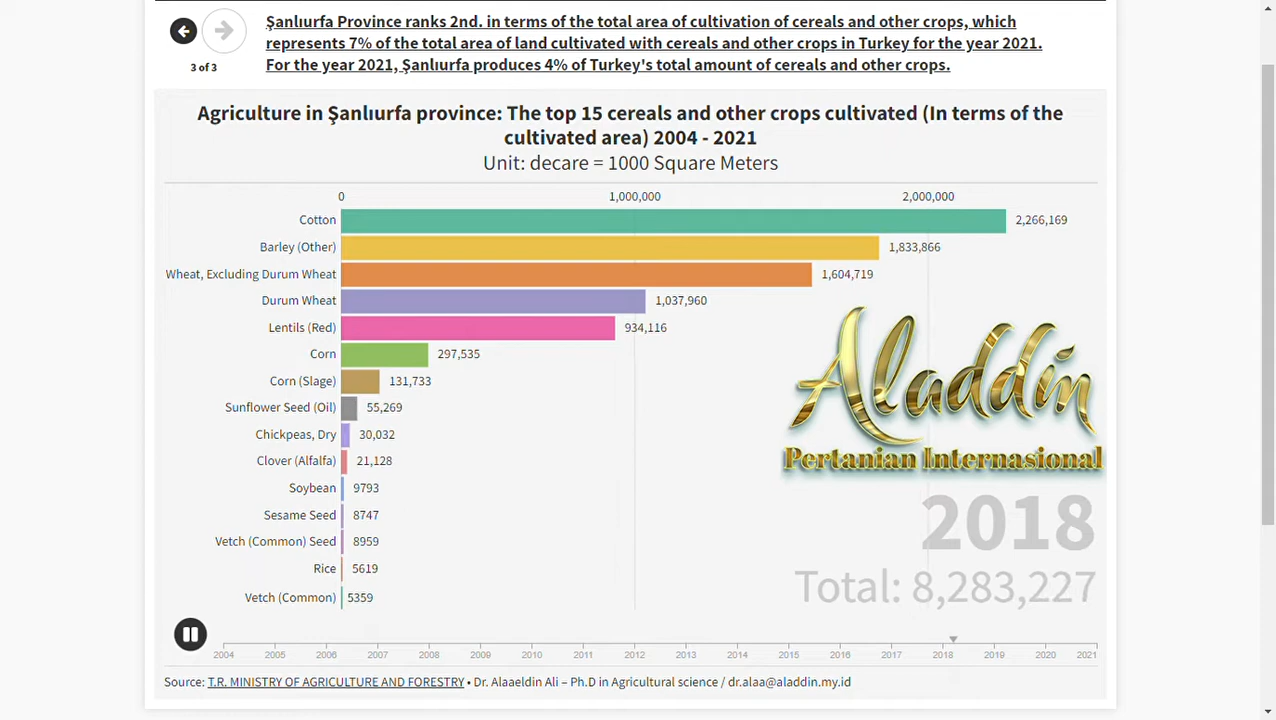 Şanlıurfa Province ranks 2nd. in terms of the total area of cultivation of cereals and other crops, which
represents 7% of the total area of land cultivated with cereals and other crops in Turkey for the year 2021.
3 of 3
For the year 2021, Şanlıurfa produces 4% of Turkey's total amount of cereals and other crops.
Agriculture in Şanlıurfa province: The top 15 cereals and other crops cultivated (In terms of the
cultivated area) 2004 - 2021
Unit: decare = 1000 Square Meters
0 1,000,000 2,000,000
Cotton 2,266,169
Barley (Other) 1,833,866
Wheat, Excluding Durum Wheat 1,604,719
Durum Wheat 1,037,960
Lentils (Red) 934,116
Corn 297,535
Corn (Slage) 131,733
Sunflower Seed (Oil) 55,269
Chickpeas, Dry 30,032
Clover (Alfalfa) 21,128
Soybean 9793
Sesame Seed 8747
Vetch (Common) Seed 8959
Rice 5619
Vetch (Common) 5359
Aladdin
Pertanian Internasional
2018
Total: 8,283,227
2004 2005 2006 2007 2008 2009 2010 2011 2012 2013 2014 2015 2016 2017 2018 2019 2020 2021
Source: T.R. MINISTRY OF AGRICULTURE AND FORESTRY • Dr. Alaaeldin Ali – Ph.D in Agricultural science / dr.alaa@aladdin.my.id